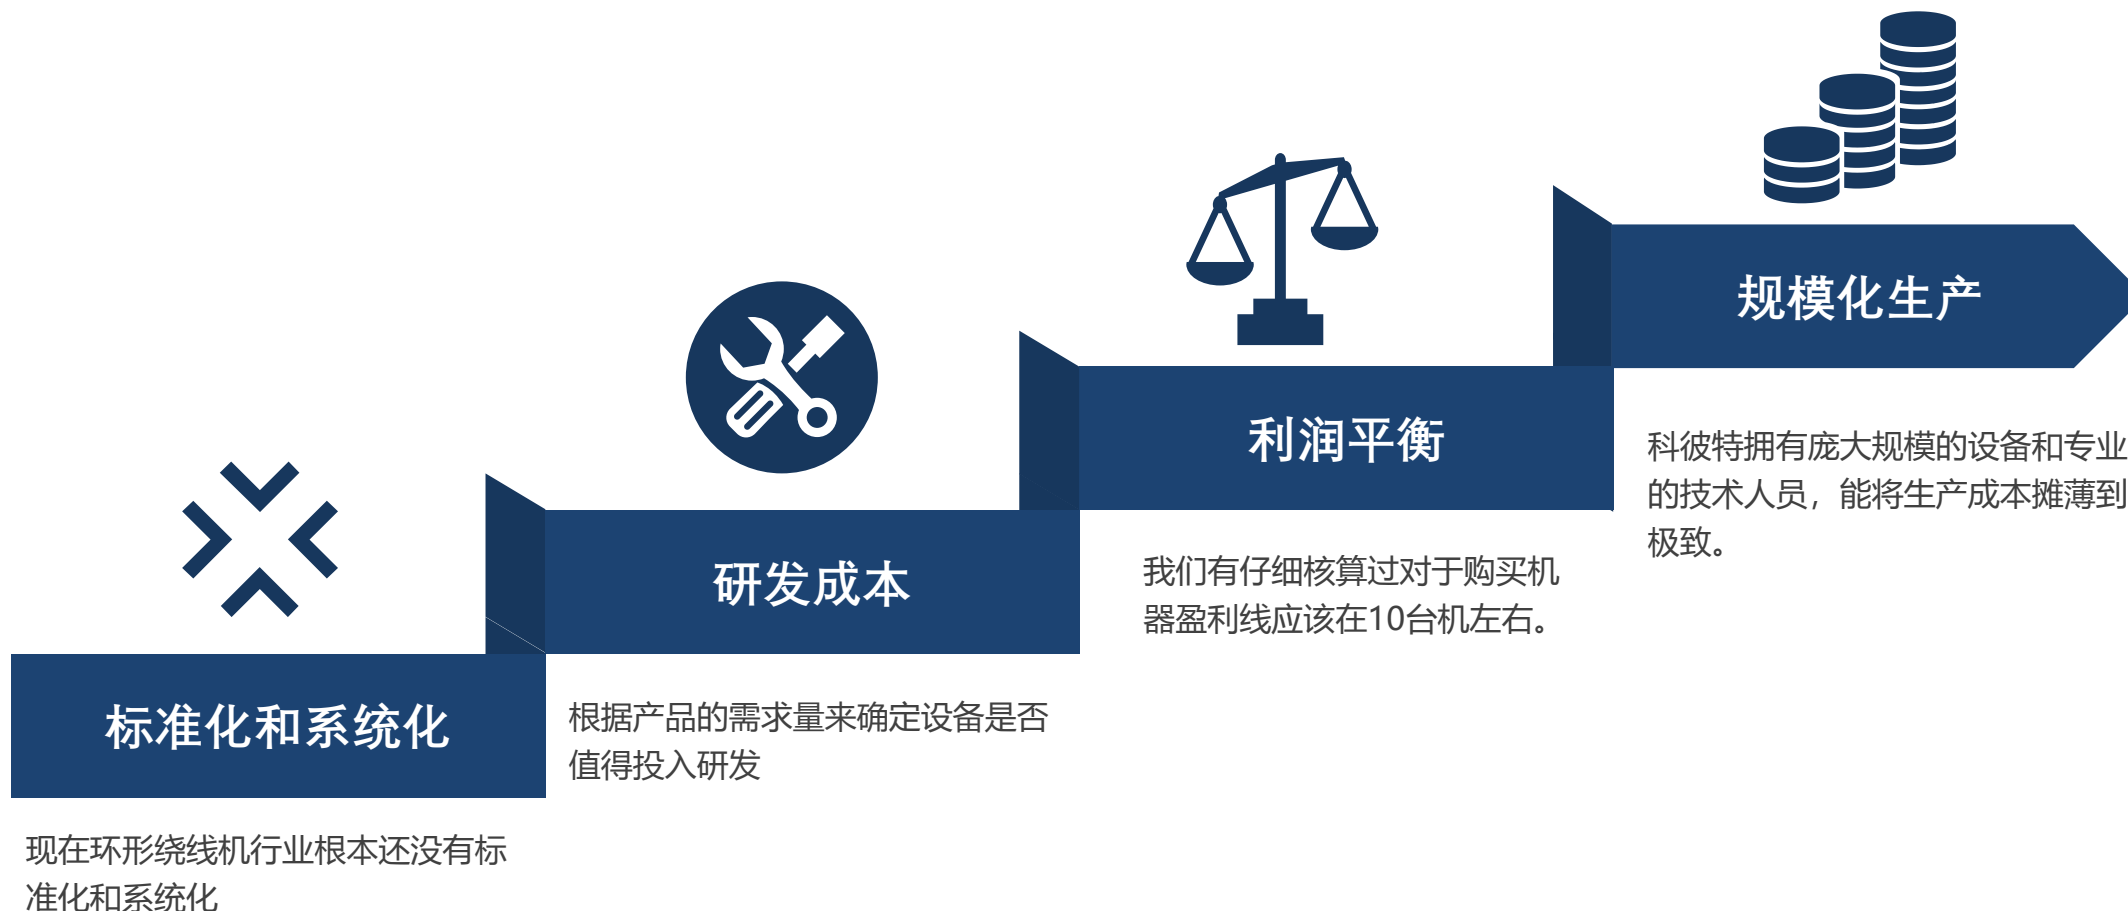 标准化和系统化
现在环形绕线机行业根本还没有标
准化和系统化
研发成本
根据产品的需求量来确定设备是否
值得投入研发
利润平衡
我们有仔细核算过对于购买机
器盈利线应该在10台机左右。
规模化生产
科彼特拥有庞大规模的设备和专业
的技术人员，能将生产成本摊薄到
极致。